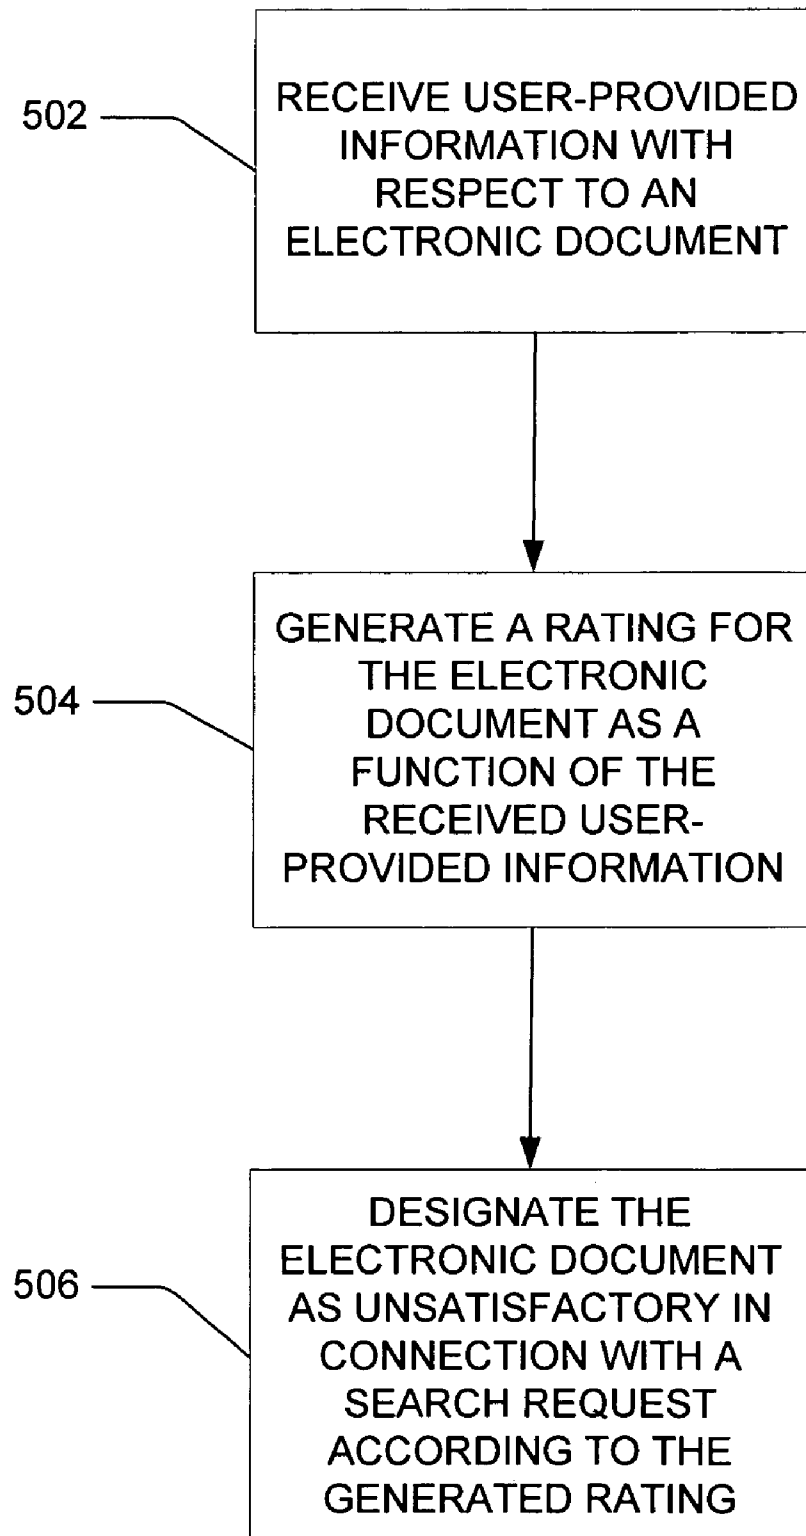 502
RECEIVE USER-PROVIDED
INFORMATION WITH
RESPECT TO AN
ELECTRONIC DOCUMENT
504
GENERATE A RATING FOR
THE ELECTRONIC
DOCUMENT AS A
FUNCTION OF THE
RECEIVED USER-
PROVIDED INFORMATION
506
DESIGNATE THE
ELECTRONIC DOCUMENT
AS UNSATISFACTORY IN
CONNECTION WITH A
SEARCH REQUEST
ACCORDING TO THE
GENERATED RATING